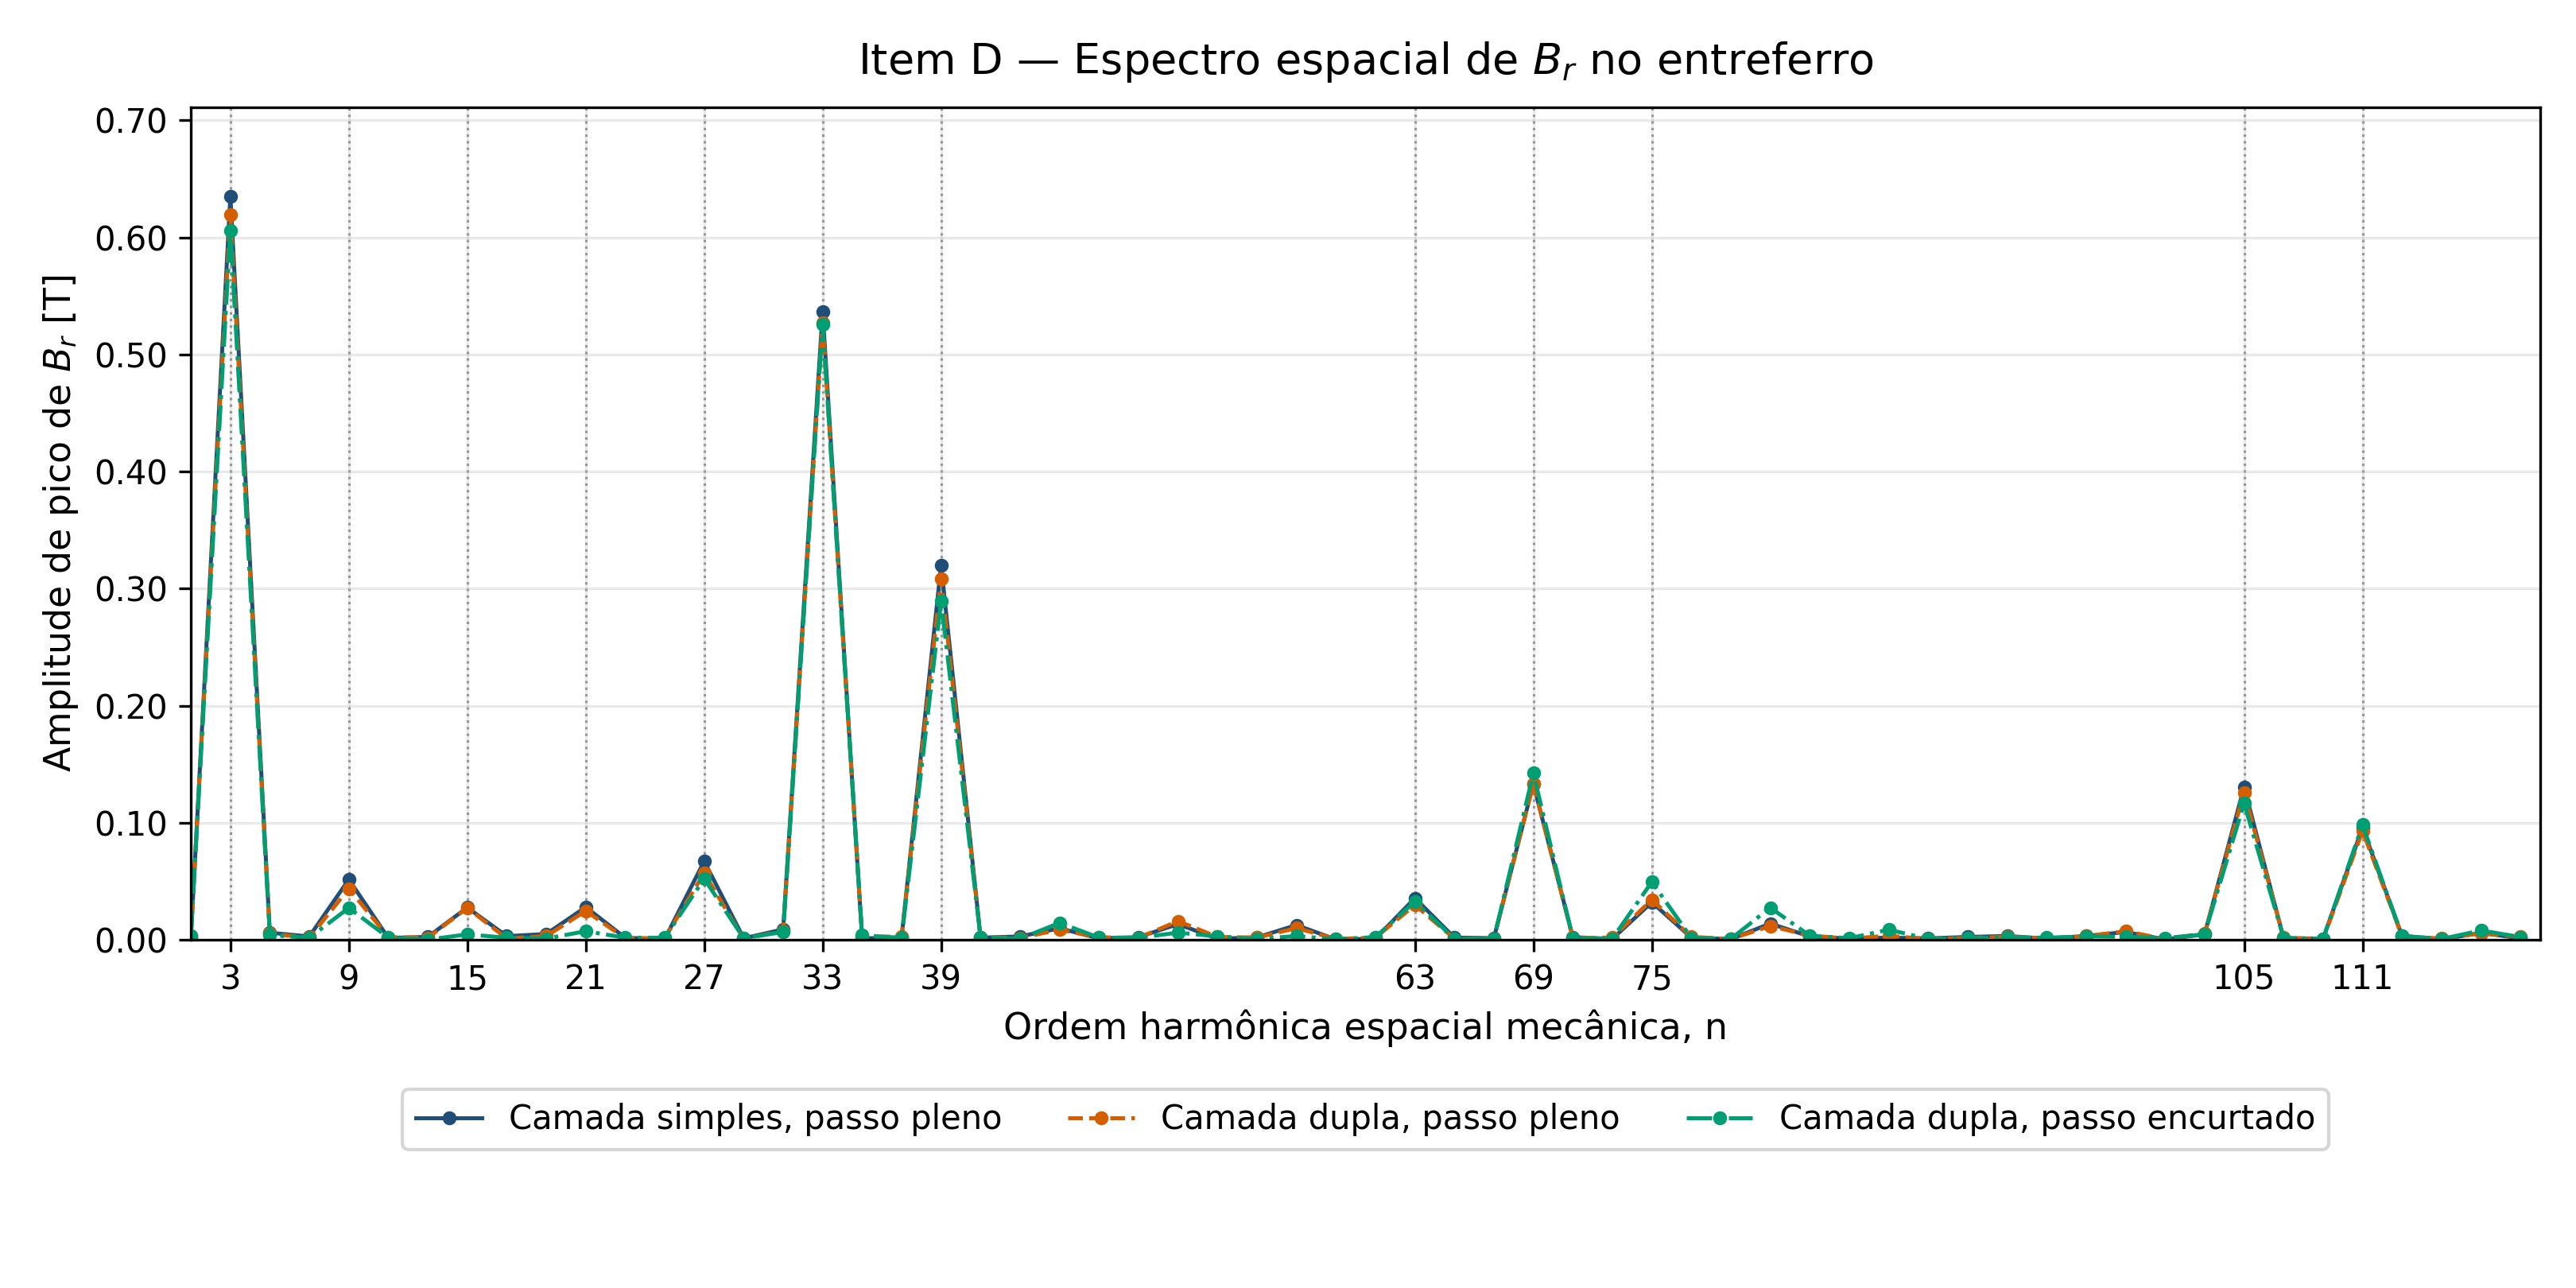 Item D — Espectro espacial de Br no entreferro
Amplitude de pico de Br [T]
0.70
0.60
0.50
0.40
0.30
0.20
0.10
0.00
3 9 15 21 27 33 39 63 69 75 105 111
Ordem harmônica espacial mecânica, n
Camada simples, passo pleno Camada dupla, passo pleno Camada dupla, passo encurtado